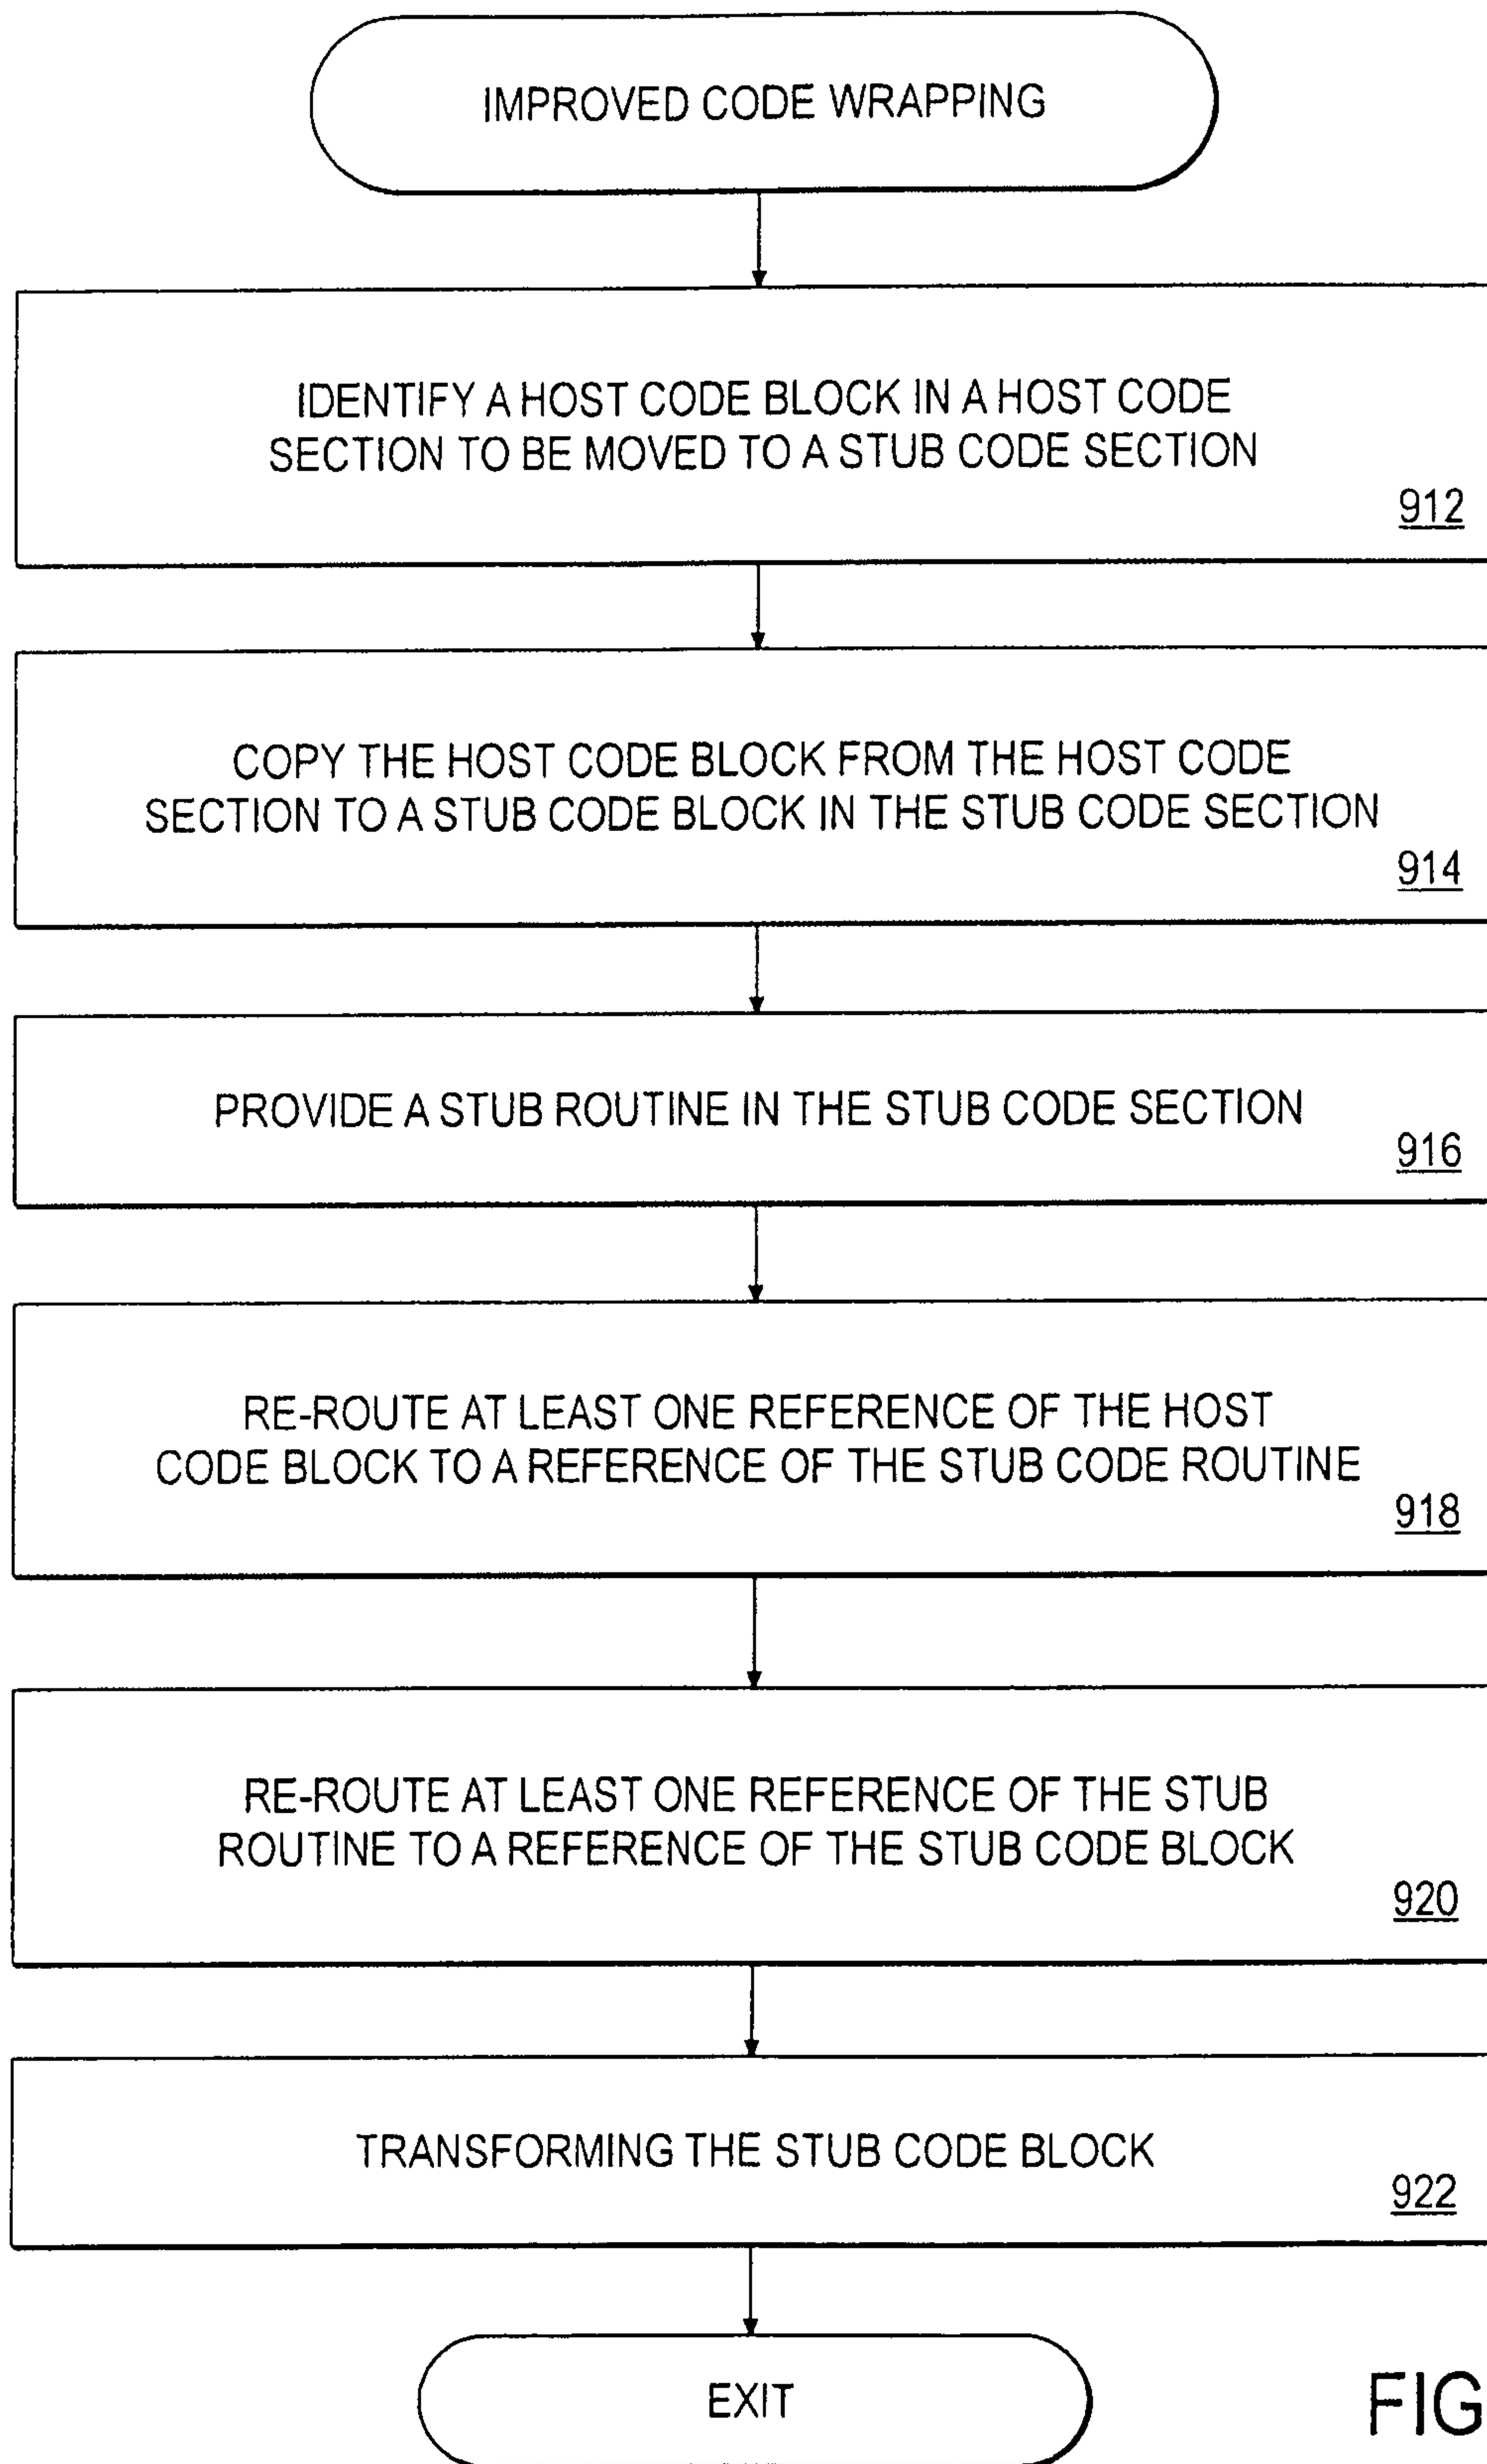 IMPROVED CODE WRAPPING
IDENTIFY A HOST CODE BLOCK IN A HOST CODE
SECTION TO BE MOVED TO A STUB CODE SECTION
912
COPY THE HOST CODE BLOCK FROM THE HOST CODE
SECTION TO A STUB CODE BLOCK IN THE STUB CODE SECTION
914
PROVIDE A STUB ROUTINE IN THE STUB CODE SECTION
916
RE-ROUTE AT LEAST ONE REFERENCE OF THE HOST
CODE BLOCK TO A REFERENCE OF THE STUB CODE ROUTINE
918
RE-ROUTE AT LEAST ONE REFERENCE OF THE STUB
ROUTINE TO A REFERENCE OF THE STUB CODE BLOCK
920
TRANSFORMING THE STUB CODE BLOCK
922
EXIT
FIG